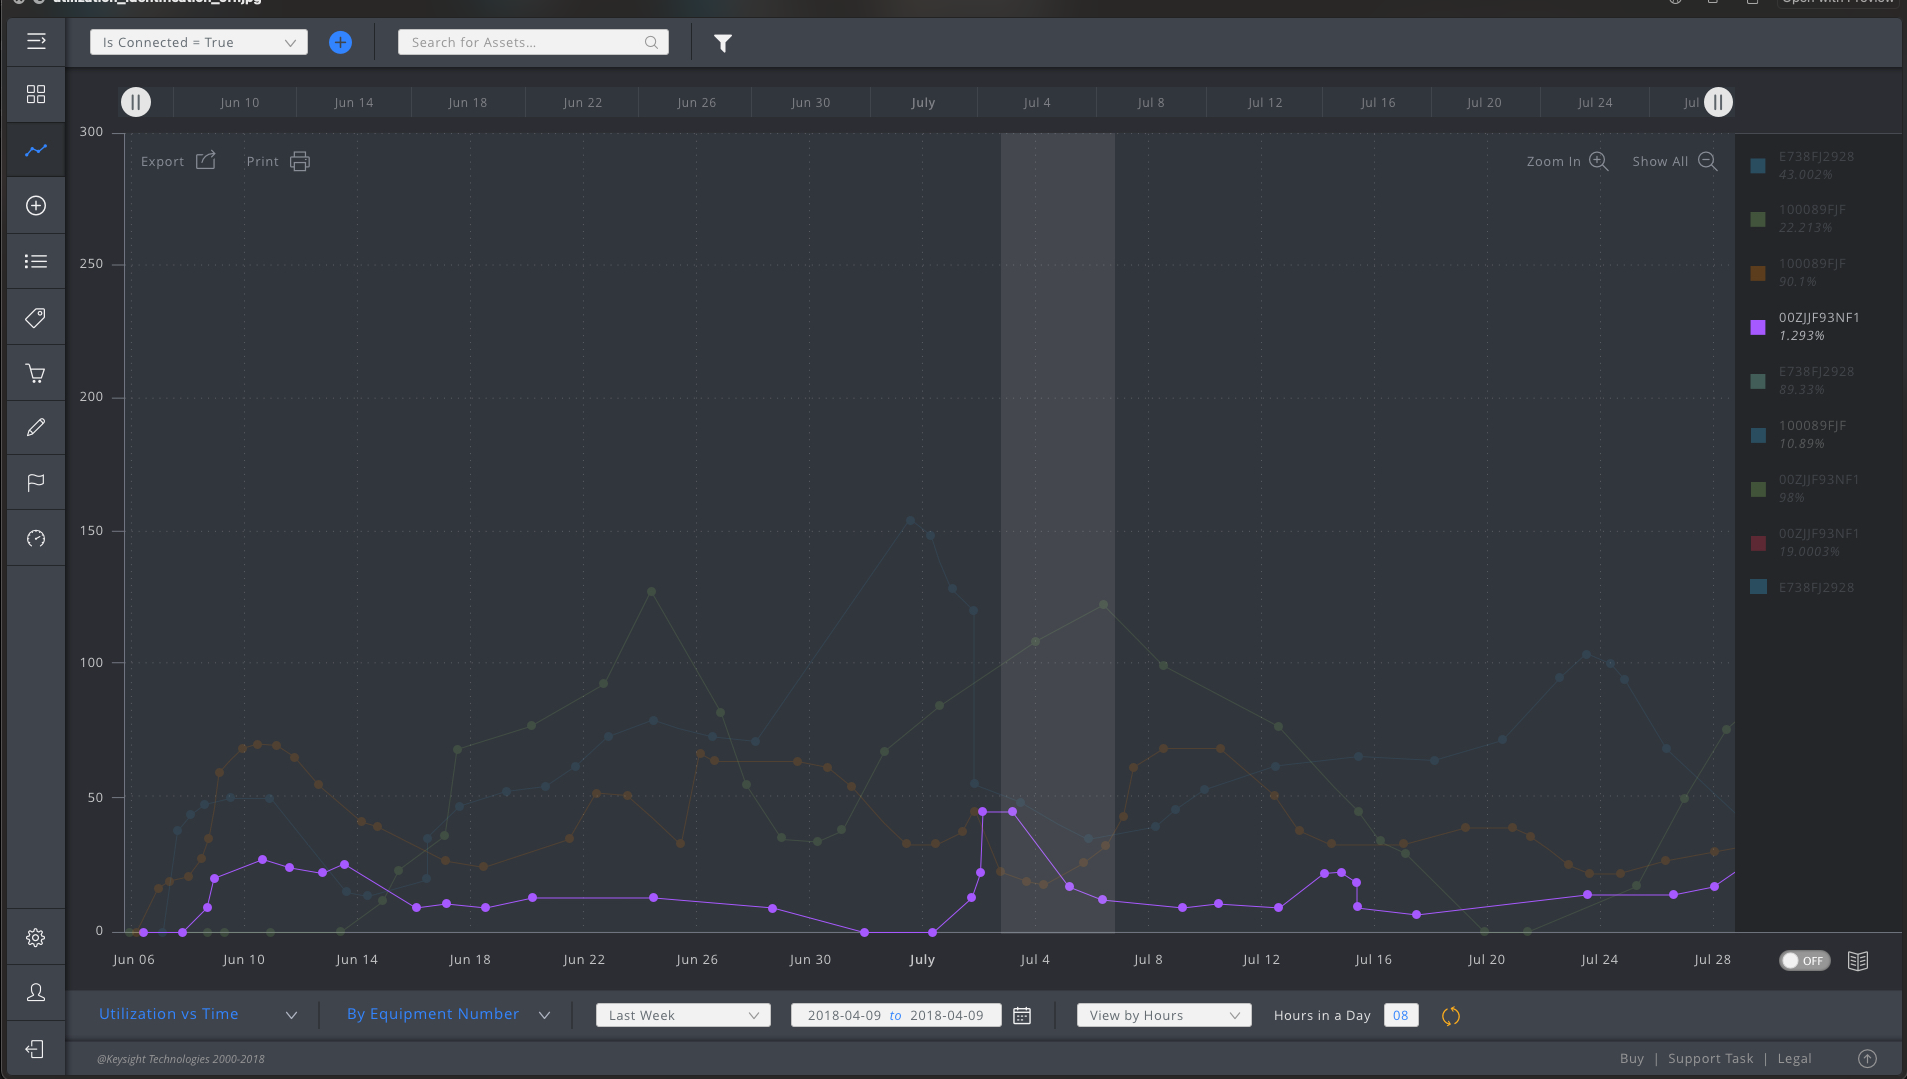 Is Connected = True
Search for Assets...
Jun 10 Jun 14 Jun 18 Jun 22 Jun 26 Jun 30 July Jul 4 Jul 8 Jul 12 Jul 16 Jul 20 Jul 24 Jul
300
Export Print Zoom In Show All
250
200
150
100
50
0
E738FJ2928
43.002%
100089FJF
22.213%
100089FJF
90.1%
00ZJJF93NF1
1.293%
E738FJ2928
89.33%
100089FJF
10.89%
00ZJJF93NF1
98%
00ZJJF93NF1
19.0003%
E738FJ2928
Jun 06 Jun 10 Jun 14 Jun 18 Jun 22 Jun 26 Jun 30 July Jul 4 Jul 8 Jul 12 Jul 16 Jul 20 Jul 24 Jul 28
OFF
Utilization vs Time By Equipment Number Last Week 2018-04-09 to 2018-04-09 View by Hours Hours in a Day 08
@Keysight Technologies 2000-2018
Buy | Support Task | Legal